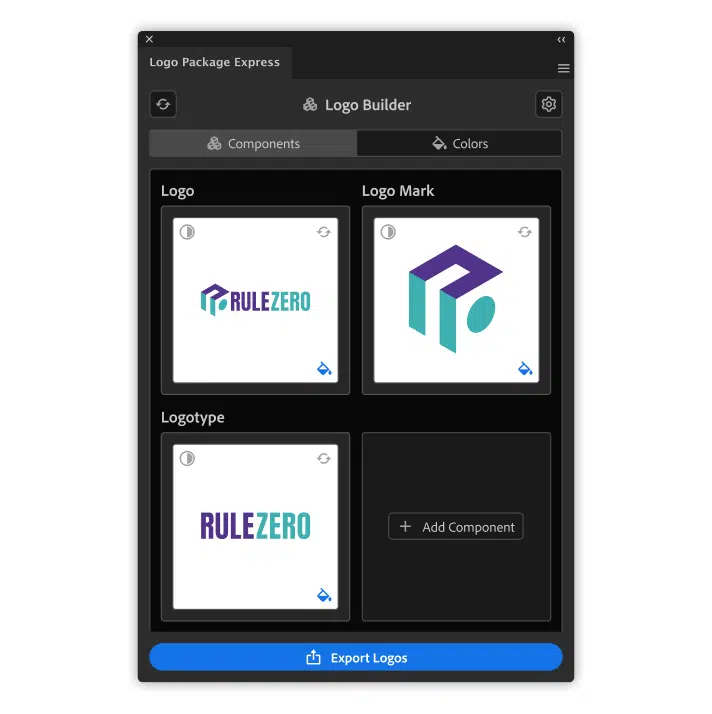 Logo Package Express
Logo Builder
Components
Colors
Logo
Logo Mark
RULEZERO
Logotype
RULEZERO
Add Component
Export Logos